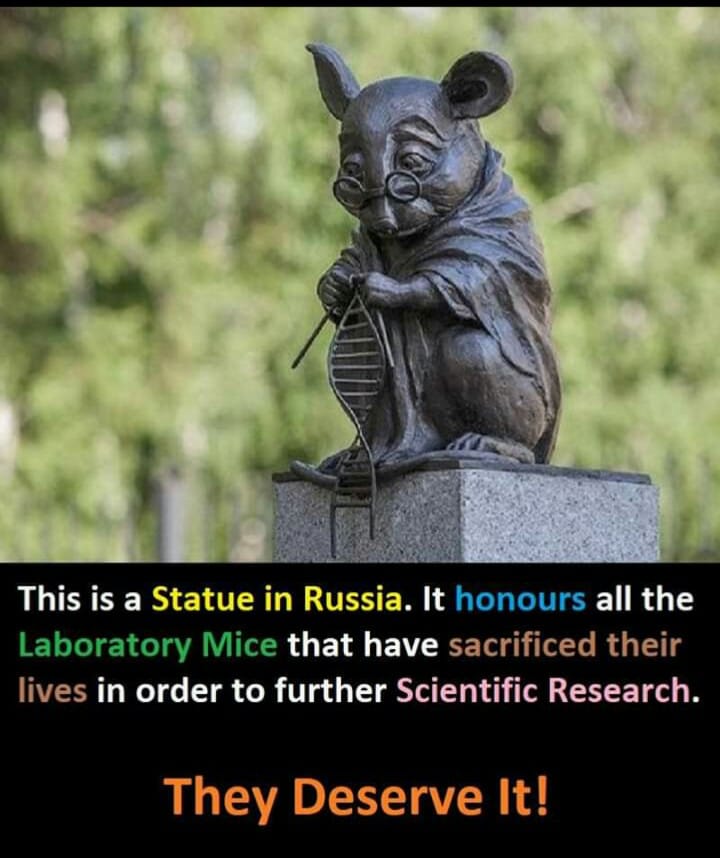 This is a Statue in Russia. It honours all the
Laboratory Mice that have sacrificed their
lives in order to further Scientific Research.
They Deserve It!